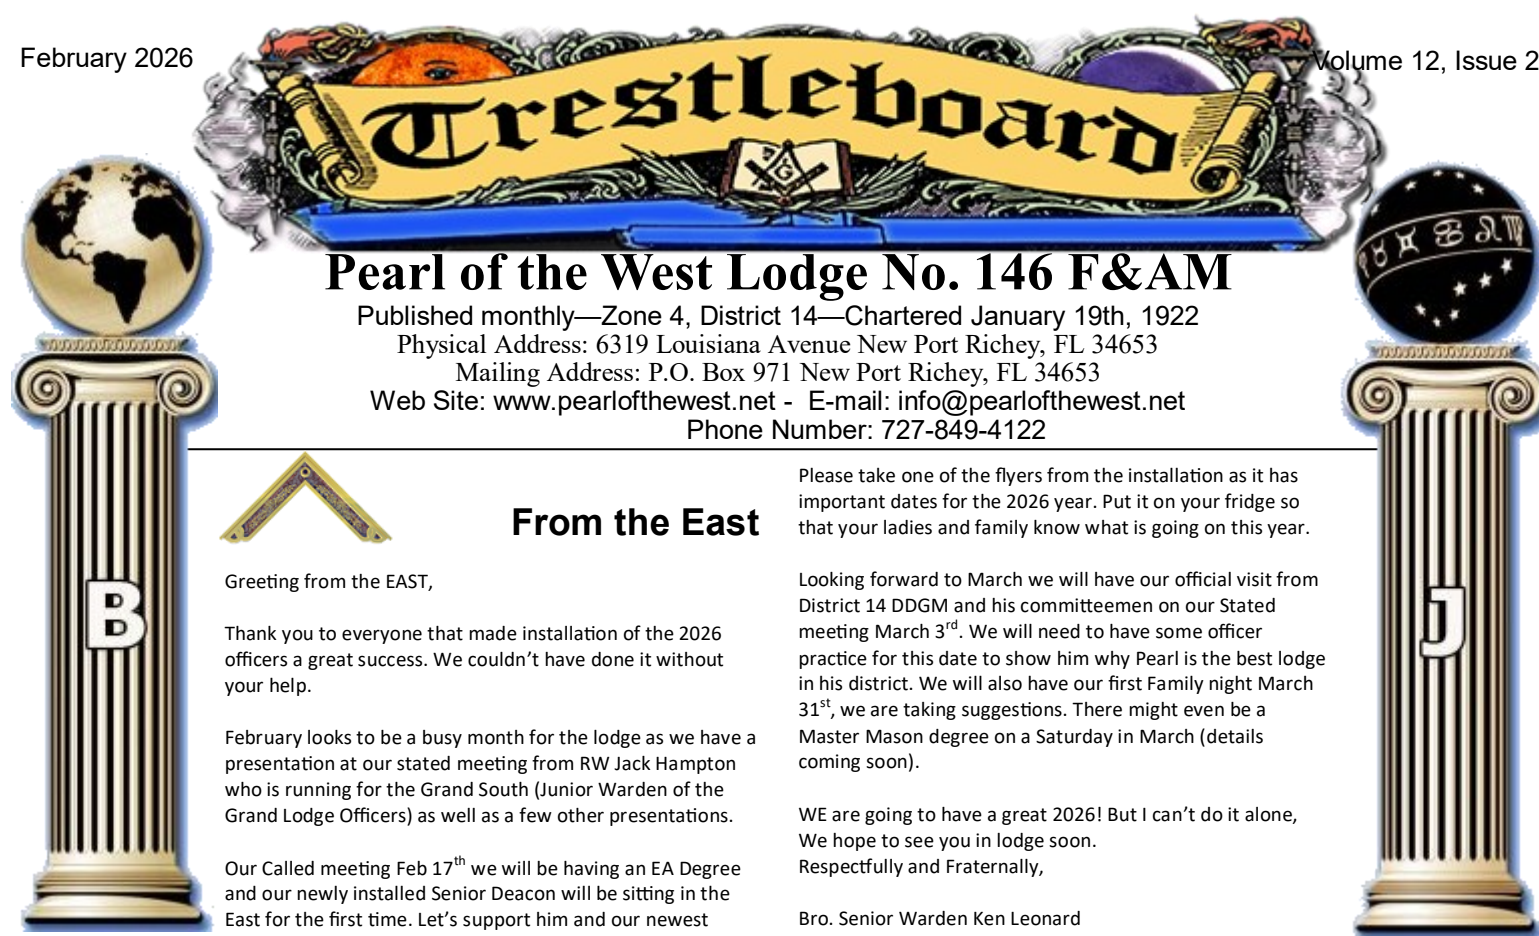 February 2026
Volume 12, Issue 2
Trestleboard
G
Pearl of the West Lodge No. 146 F&AM
Published monthly—Zone 4, District 14—Chartered January 19th, 1922
Physical Address: 6319 Louisiana Avenue New Port Richey, FL 34653
Mailing Address: P.O. Box 971 New Port Richey, FL 34653
Web Site: www.pearlofthewest.net -  E-mail: info@pearlofthewest.net
Phone Number: 727-849-4122
B
J
From the East
Greeting from the EAST,
Thank you to everyone that made installation of the 2026
officers a great success. We couldn’t have done it without
your help.
February looks to be a busy month for the lodge as we have a
presentation at our stated meeting from RW Jack Hampton
who is running for the Grand South (Junior Warden of the
Grand Lodge Officers) as well as a few other presentations.
Our Called meeting Feb 17th we will be having an EA Degree
and our newly installed Senior Deacon will be sitting in the
East for the first time. Let’s support him and our newest
Please take one of the flyers from the installation as it has
important dates for the 2026 year. Put it on your fridge so
that your ladies and family know what is going on this year.
Looking forward to March we will have our official visit from
District 14 DDGM and his committeemen on our Stated
meeting March 3rd. We will need to have some officer
practice for this date to show him why Pearl is the best lodge
in his district. We will also have our first Family night March
31st, we are taking suggestions. There might even be a
Master Mason degree on a Saturday in March (details
coming soon).
WE are going to have a great 2026! But I can’t do it alone,
We hope to see you in lodge soon.
Respectfully and Fraternally,
Bro. Senior Warden Ken Leonard